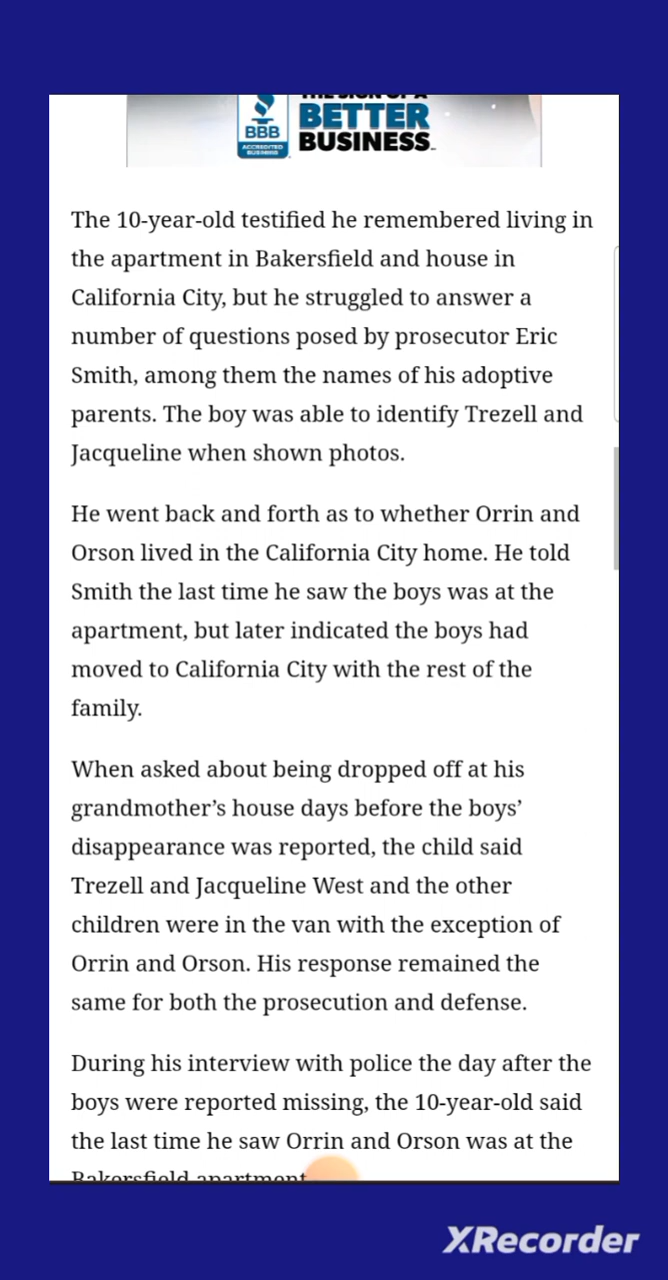 THE SIGN OF A
BETTER
BBB
BUSINESS
ACCREDITED
BUSINESS
The 10-year-old testified he remembered living in
the apartment in Bakersfield and house in
California City, but he struggled to answer a
number of questions posed by prosecutor Eric
Smith, among them the names of his adoptive
parents. The boy was able to identify Trezell and
Jacqueline when shown photos.
He went back and forth as to whether Orrin and
Orson lived in the California City home. He told
Smith the last time he saw the boys was at the
apartment, but later indicated the boys had
moved to California City with the rest of the
family.
When asked about being dropped off at his
grandmother’s house days before the boys’
disappearance was reported, the child said
Trezell and Jacqueline West and the other
children were in the van with the exception of
Orrin and Orson. His response remained the
same for both the prosecution and defense.
During his interview with police the day after the
boys were reported missing, the 10-year-old said
the last time he saw Orrin and Orson was at the
Bakersfield apartment
XRecorder